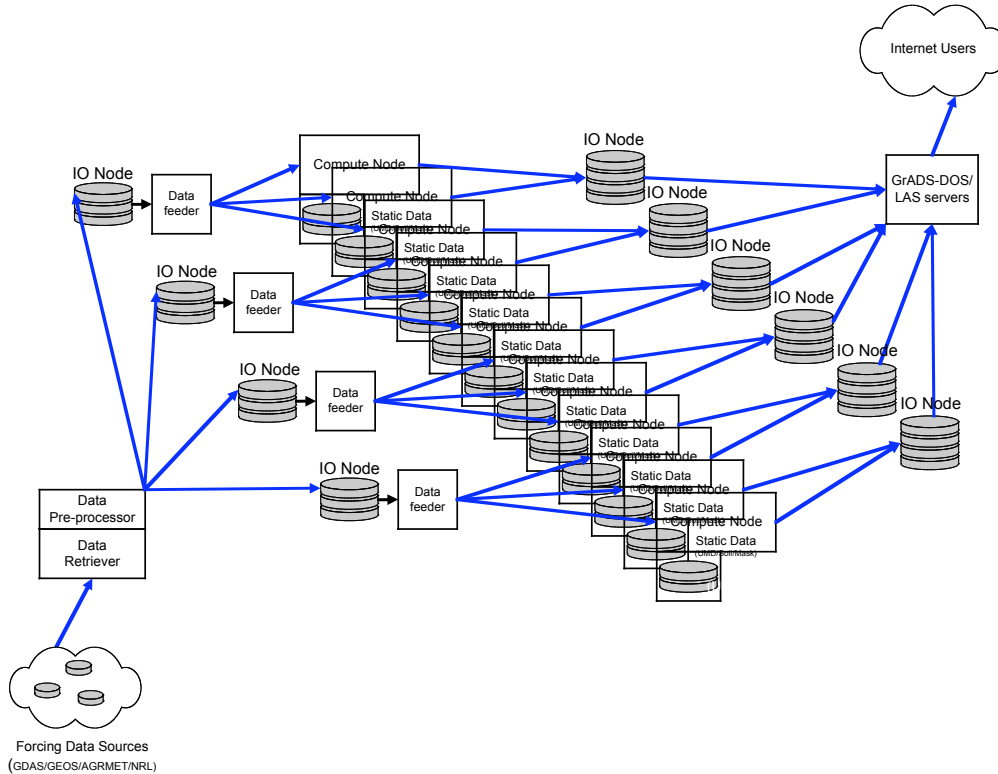 Internet Users
IO Node
Compute Node
IO Node
Data
feeder
GrADS-DOS/
LAS servers
Compute Node
IO Node
Static Data
Compute Node
IO Node
Static Data
Compute Node
IO Node
Data
feeder
Static Data
Compute Node
IO Node
Static Data
Compute Node
IO Node
Static Data
Compute Node
IO Node
Data
feeder
Static Data
Compute Node
IO Node
Static Data
Compute Node
Static Data
Compute Node
IO Node
Data
feeder
Static Data
Compute Node
Static Data
Compute Node
Static Data
(UMD/Soil/Mask)
Data
Pre-processor
Data
Retriever
Forcing Data Sources
(GDAS/GEOS/AGRMET/NRL)